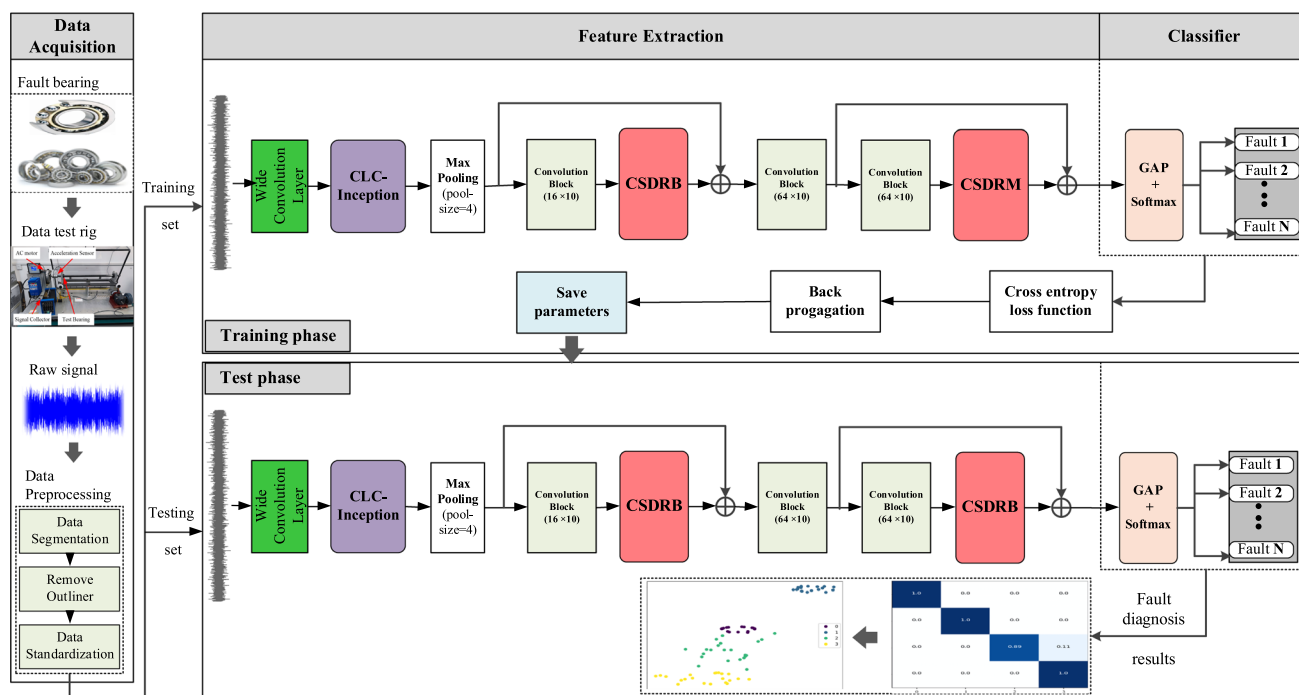 Data
Acquisition
Fault bearing
Data test rig
AC motor
Acceleration Sensor
Signal Collector
Test Bearing
Raw signal
Data
Preprocessing
Data
Segmentation
Remove
Outliner
Data
Standardization
Training
set
Testing
set
Feature Extraction
Classifier
Wide
Convolution
Layer
CLC-
Inception
Max
Pooling
(pool-
size=4)
Convolution
Block
(16 ×10)
CSDRB
Convolution
Block
(64 ×10)
Convolution
Block
(64 ×10)
CSDRM
GAP
+
Softmax
Fault 1
Fault 2
Fault N
Save
parameters
Back
progagation
Cross entropy
loss function
Training phase
Test phase
Wide
Convolution
Layer
CLC-
Inception
Max
Pooling
(pool-
size=4)
Convolution
Block
(16 ×10)
CSDRB
Convolution
Block
(64 ×10)
Convolution
Block
(64 ×10)
CSDRB
GAP
+
Softmax
Fault 1
Fault 2
Fault N
Fault
diagnosis
results
0
1
2
3
1.0 0.0 0.0 0.0
0.0 1.0 0.0 0.0
0.0 0.0 0.89 0.11
0.0 0.0 0.0 1.0